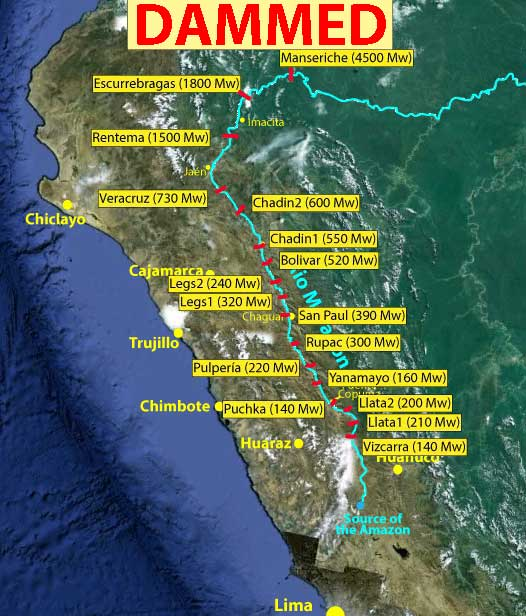 DAMMED
Manseriche (4500 Mw)
Escurrebragas (1800 Mw)
Imacita
Rentema (1500 Mw)
Jaén
Veracruz (730 Mw)
Chadin2 (600 Mw)
Chiclayo
Chadin1 (550 Mw)
Bolivar (520 Mw)
Cajamarca
Legs2 (240 Mw)
Legs1 (320 Mw)
Chagual
San Paul (390 Mw)
Trujillo
Rupac (300 Mw)
Pulpería (220 Mw)
Yanamayo (160 Mw)
Chimbote
Puchka (140 Mw)
Llata2 (200 Mw)
Llata1 (210 Mw)
Huaraz
Vizcarra (140 Mw)
Huánuco
Source of
the Amazon
Lima